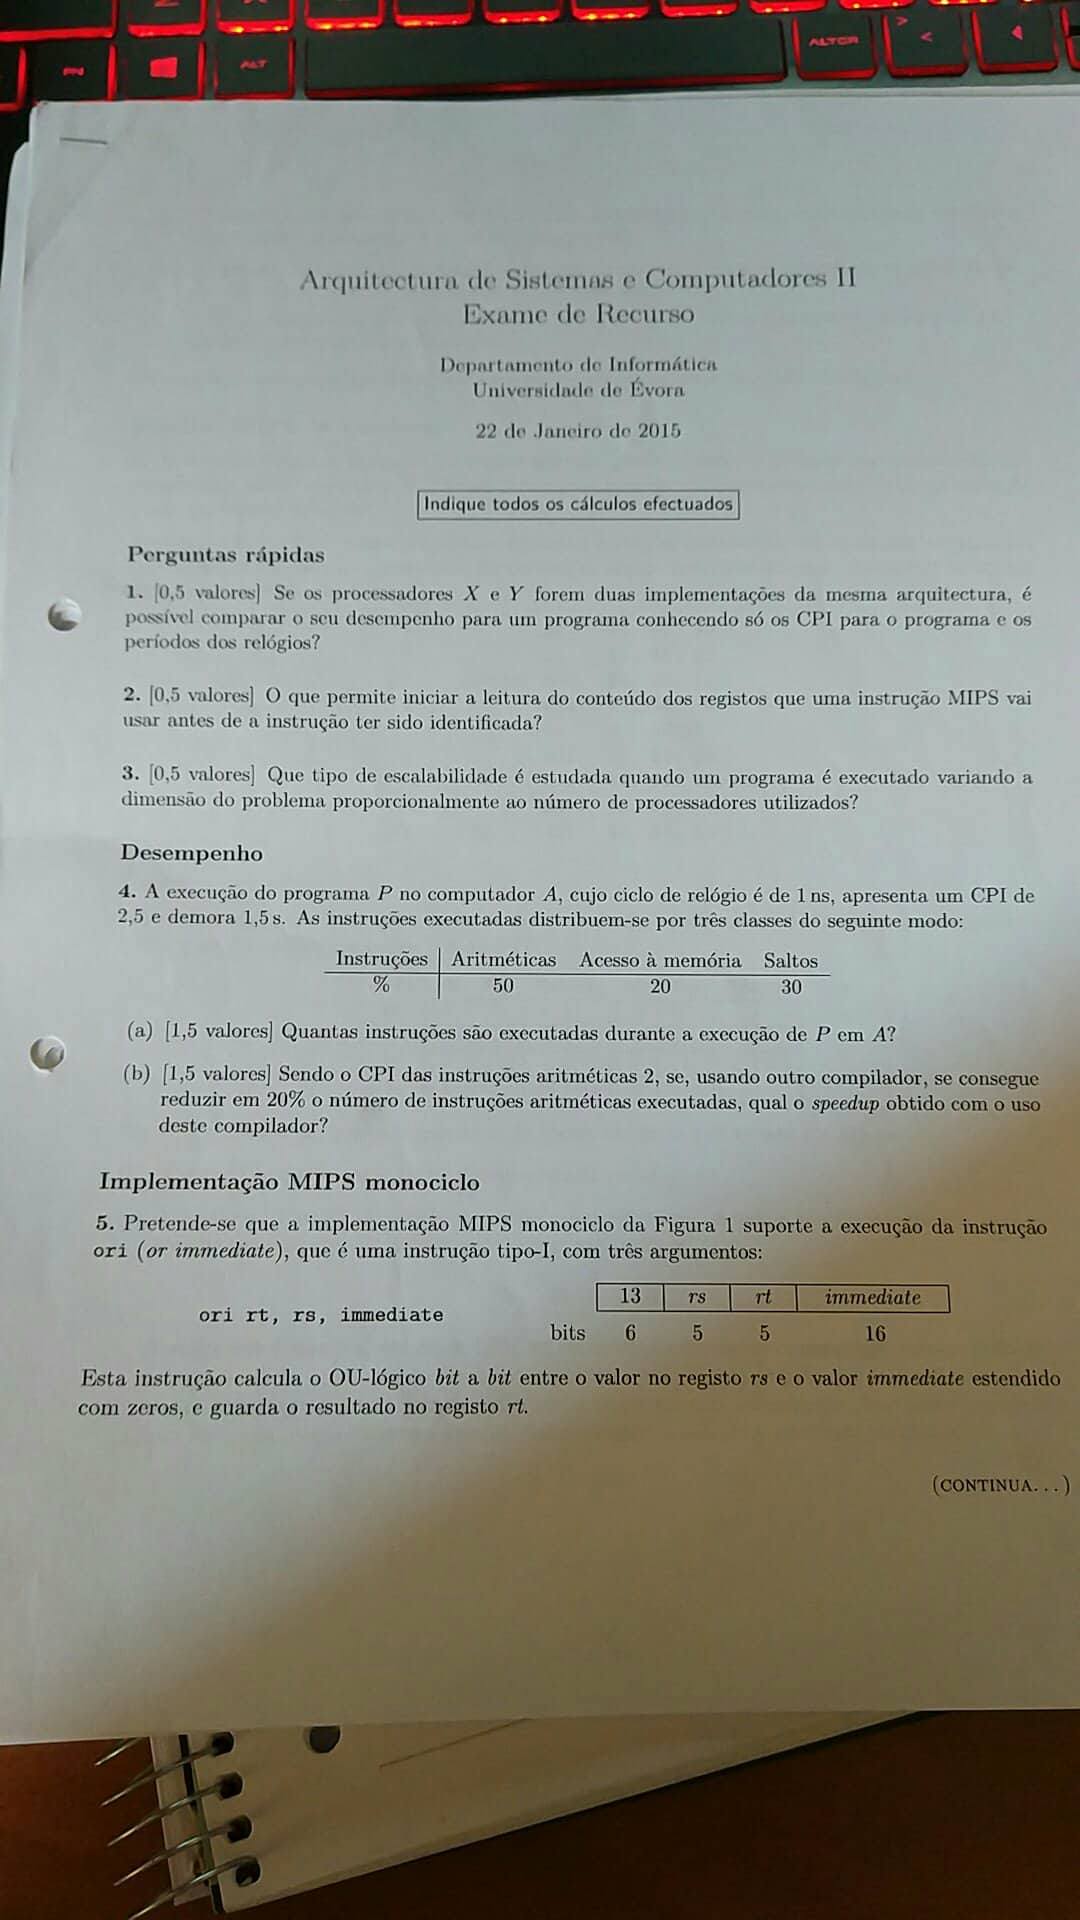 FN
ALT
ALTGR
>
<
Arquitectura de Sistemas e Computadores II
Exame de Recurso
Departamento de Informática
Universidade de Évora
22 de Janeiro de 2015
Indique todos os cálculos efectuados
Perguntas rápidas
1. [0,5 valores] Se os processadores X e Y forem duas implementações da mesma arquitectura, é
possível comparar o seu desempenho para um programa conhecendo só os CPI para o programa e os
períodos dos relógios?
2. [0,5 valores] O que permite iniciar a leitura do conteúdo dos registos que uma instrução MIPS vai
usar antes de a instrução ter sido identificada?
3. [0,5 valores] Que tipo de escalabilidade é estudada quando um programa é executado variando a
dimensão do problema proporcionalmente ao número de processadores utilizados?
Desempenho
4. A execução do programa P no computador A, cujo ciclo de relógio é de 1 ns, apresenta um CPI de
2,5 e demora 1,5 s. As instruções executadas distribuem-se por três classes do seguinte modo:
Instruções Aritméticas Acesso à memória Saltos
% 50 20 30
(a) [1,5 valores] Quantas instruções são executadas durante a execução de P em A?
(b) [1,5 valores] Sendo o CPI das instruções aritméticas 2, se, usando outro compilador, se consegue
reduzir em 20% o número de instruções aritméticas executadas, qual o speedup obtido com o uso
deste compilador?
Implementação MIPS monociclo
5. Pretende-se que a implementação MIPS monociclo da Figura 1 suporte a execução da instrução
ori (or immediate), que é uma instrução tipo-I, com três argumentos:
13 rs rt immediate
ori rt, rs, immediate
bits 6 5 5 16
Esta instrução calcula o OU-lógico bit a bit entre o valor no registo rs e o valor immediate estendido
com zeros, e guarda o resultado no registo rt.
(CONTINUA...)